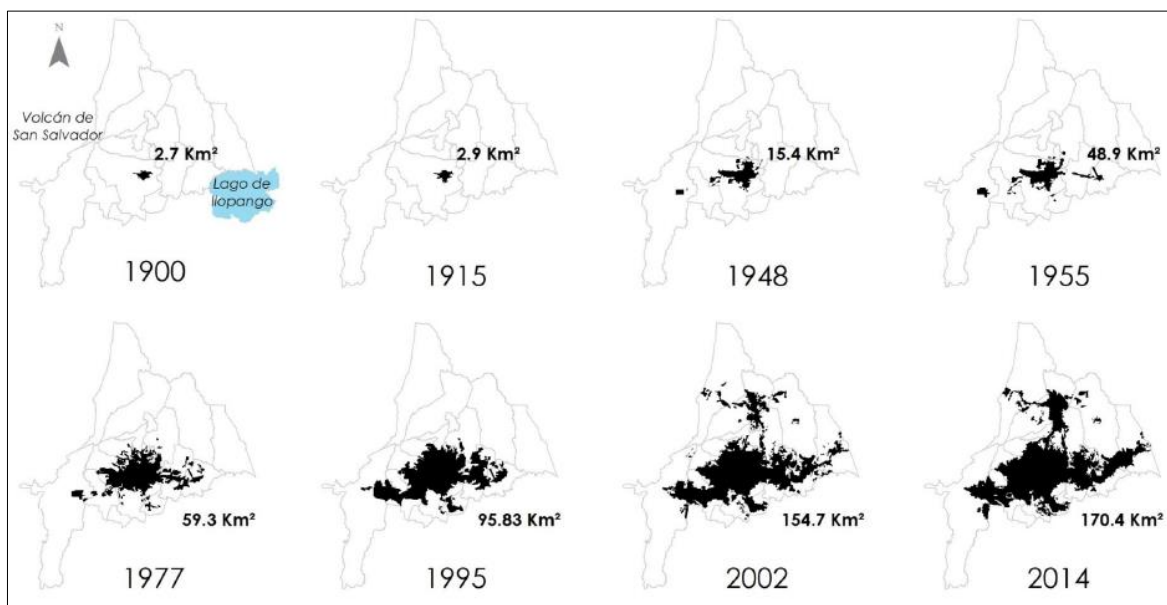 N
Volcán de
San Salvador
2.7 Km²
Lago de
Ilopango
1900
2.9 Km²
1915
15.4 Km²
1948
48.9 Km²
1955
59.3 Km²
1977
95.83 Km²
1995
154.7 Km²
2002
170.4 Km²
2014